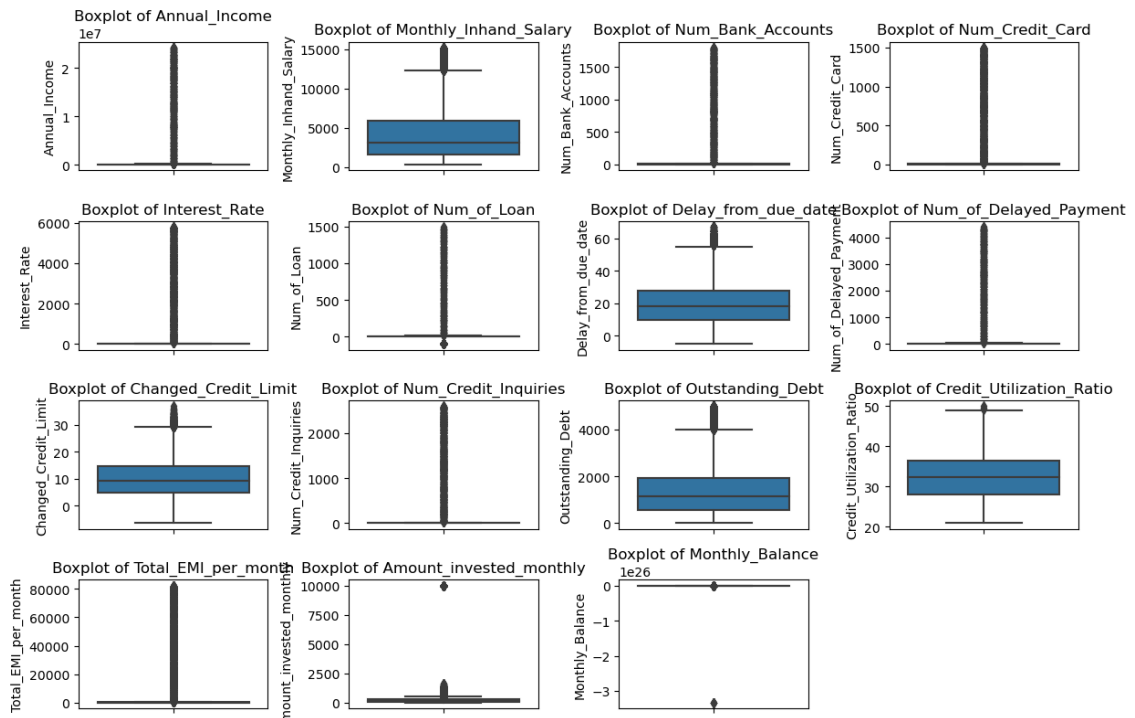 Boxplot of Annual_Income
1e7
Annual_Income
2
1
0
Boxplot of Monthly_Inhand_Salary
Monthly_Inhand_Salary
15000
10000
5000
0
Boxplot of Num_Bank_Accounts
Num_Bank_Accounts
1500
1000
500
0
Boxplot of Num_Credit_Card
Num_Credit_Card
1500
1000
500
0
Boxplot of Interest_Rate
Interest_Rate
6000
4000
2000
0
Boxplot of Num_of_Loan
Num_of_Loan
1500
1000
500
0
Boxplot of Delay_from_due_date
Delay_from_due_date
60
40
20
0
Boxplot of Num_of_Delayed_Payment
Num_of_Delayed_Payment
4000
3000
2000
1000
0
Boxplot of Changed_Credit_Limit
Changed_Credit_Limit
30
20
10
0
Boxplot of Num_Credit_Inquiries
Num_Credit_Inquiries
2000
1000
0
Boxplot of Outstanding_Debt
Outstanding_Debt
4000
2000
0
Boxplot of Credit_Utilization_Ratio
Credit_Utilization_Ratio
50
40
30
20
Boxplot of Total_EMI_per_month
Total_EMI_per_month
80000
60000
40000
20000
0
Boxplot of Amount_invested_monthly
mount_invested_monthly
10000
7500
5000
2500
0
Boxplot of Monthly_Balance
1e26
Monthly_Balance
0
−1
−2
−3